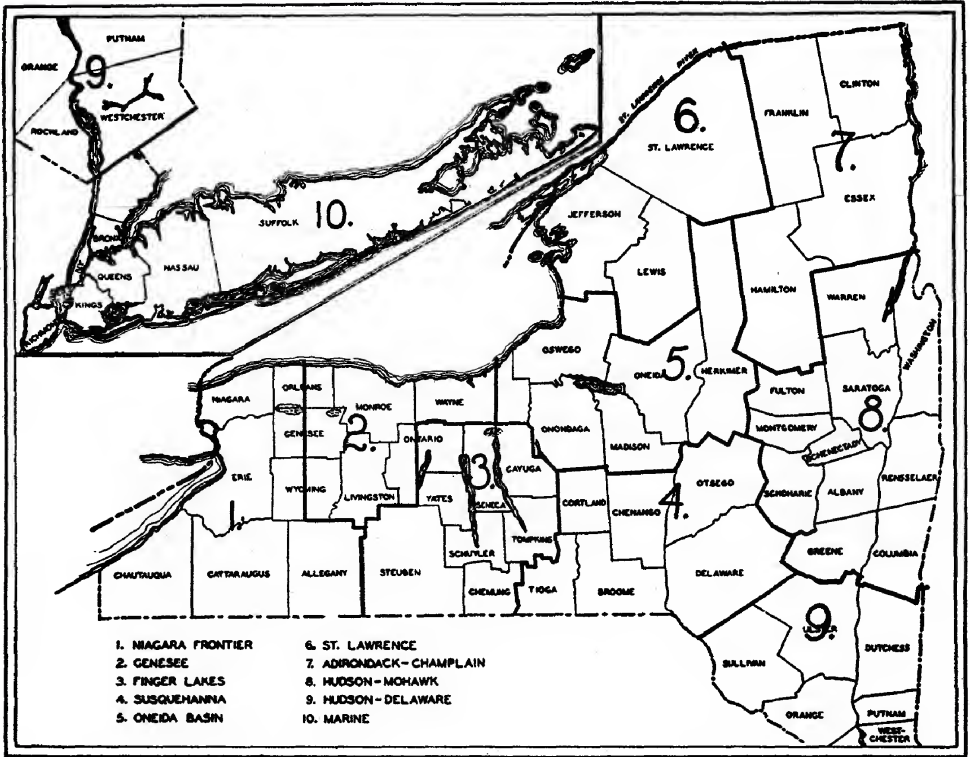 PUTNAM
ORANGE
9.
WESTCHESTER
ROCKLAND
BRONX
QUEENS
NASSAU
SUFFOLK
10.
KINGS
RICHMOND
ST. LAWRENCE RIVER
6.
ST. LAWRENCE
FRANKLIN
CLINTON
7.
ESSEX
JEFFERSON
LEWIS
HAMILTON
WARREN
WASHINGTON
OSWEGO
ONEIDA
5.
HERKIMER
FULTON
SARATOGA
8.
MONTGOMERY
SCHENECTADY
NIAGARA
ORLEANS
MONROE
WAYNE
GENESEE
2.
ONTARIO
ONONDAGA
MADISON
3.
CAYUGA
ERIE
WYOMING
LIVINGSTON
YATES
SENECA
CORTLAND
CHENANGO
4.
OTSEGO
SCHOHARIE
ALBANY
RENSSELAER
SCHUYLER
TOMPKINS
GREENE
COLUMBIA
CHAUTAUQUA
CATTARAUGUS
ALLEGANY
STEUBEN
CHEMUNG
TIOGA
BROOME
DELAWARE
9.
ULSTER
SULLIVAN
DUTCHESS
ORANGE
PUTNAM
WEST-
CHESTER
1. NIAGARA FRONTIER
2. GENESEE
3. FINGER LAKES
4. SUSQUEHANNA
5. ONEIDA BASIN
6. ST. LAWRENCE
7. ADIRONDACK-CHAMPLAIN
8. HUDSON-MOHAWK
9. HUDSON-DELAWARE
10. MARINE